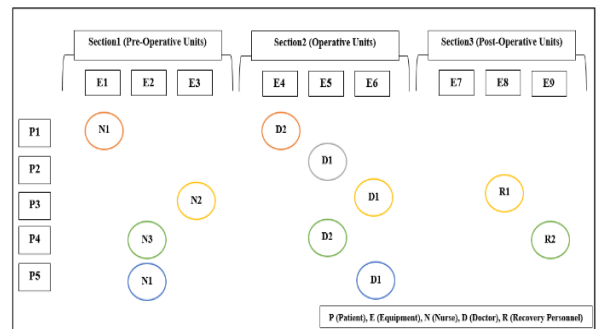 Section1 (Pre-Operative Units) Section2 (Operative Units) Section3 (Post-Operative Units)
E1 E2 E3 E4 E5 E6 E7 E8 E9
P1 N1 D2
P2 D1
P3 N2 D1 R1
P4 N3 D2 R2
P5 N1 D1
P (Patient), E (Equipment), N (Nurse), D (Doctor), R (Recovery Personnel)